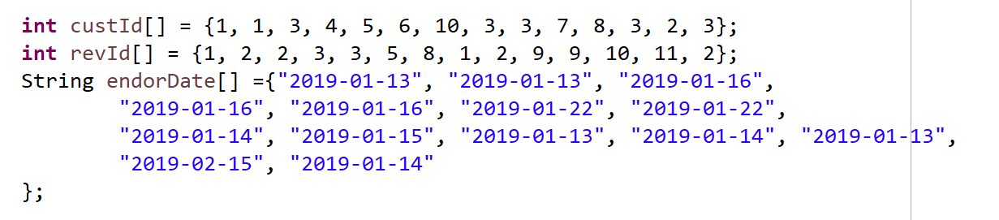 int custId[] = {1, 1, 3, 4, 5, 6, 10, 3, 3, 7, 8, 3, 2, 3};
int revId[] = {1, 2, 2, 3, 3, 5, 8, 1, 2, 9, 9, 10, 11, 2};
String endorDate[] ={"2019-01-13", "2019-01-13", "2019-01-16",
"2019-01-16", "2019-01-16", "2019-01-22", "2019-01-22",
"2019-01-14", "2019-01-15", "2019-01-13", "2019-01-14", "2019-01-13",
"2019-02-15", "2019-01-14"
};